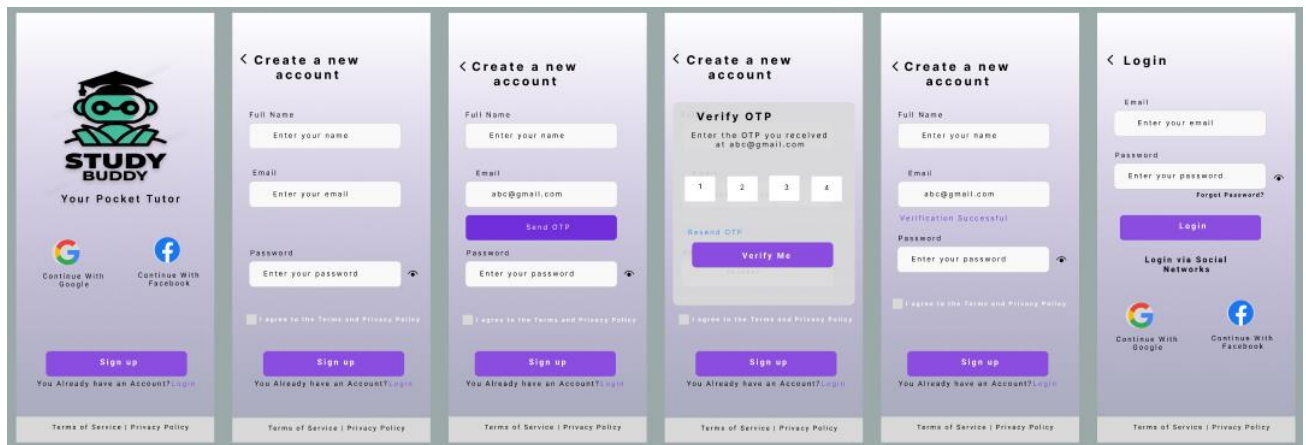 STUDY
BUDDY
Your Pocket Tutor
Continue With
Google
Continue With
Facebook
Sign up
You Already have an Account?Login
Terms of Service | Privacy Policy
< Create a new
account
Full Name
Enter your name
Email
Enter your email
Password
Enter your password
I agree to the Terms and Privacy Policy
Sign up
You Already have an Account?Login
Terms of Service | Privacy Policy
< Create a new
account
Full Name
Enter your name
Email
abc@gmail.com
Send OTP
Password
Enter your password
I agree to the Terms and Privacy Policy
Sign up
You Already have an Account?Login
Terms of Service | Privacy Policy
< Create a new
account
Verify OTP
Enter the OTP you received
at abc@gmail.com
1 2 3 4
Resend OTP
Verify Me
I agree to the Terms and Privacy Policy
Sign up
You Already have an Account?Login
Terms of Service | Privacy Policy
< Create a new
account
Full Name
Enter your name
Email
abc@gmail.com
Verification Successful
Password
Enter your password
I agree to the Terms and Privacy Policy
Sign up
You Already have an Account?Login
Terms of Service | Privacy Policy
< Login
Email
Enter your email
Password
Enter your password
Forgot Password?
Login
Login via Social
Networks
Continue With
Google
Continue With
Facebook
Terms of Service | Privacy Policy